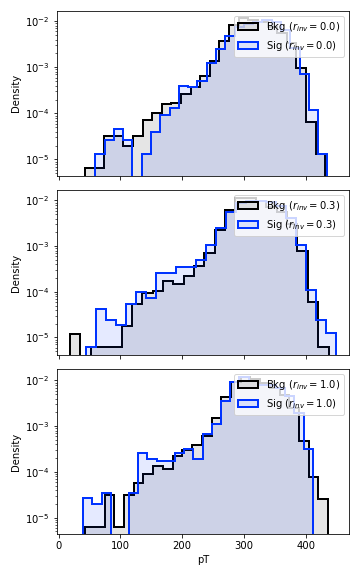 10⁻²
10⁻³
10⁻⁴
10⁻⁵
Density
Bkg (r_inv = 0.0)
Sig (r_inv = 0.0)
10⁻²
10⁻³
10⁻⁴
10⁻⁵
Density
Bkg (r_inv = 0.3)
Sig (r_inv = 0.3)
10⁻²
10⁻³
10⁻⁴
10⁻⁵
Density
Bkg (r_inv = 1.0)
Sig (r_inv = 1.0)
0 100 200 300 400
pT